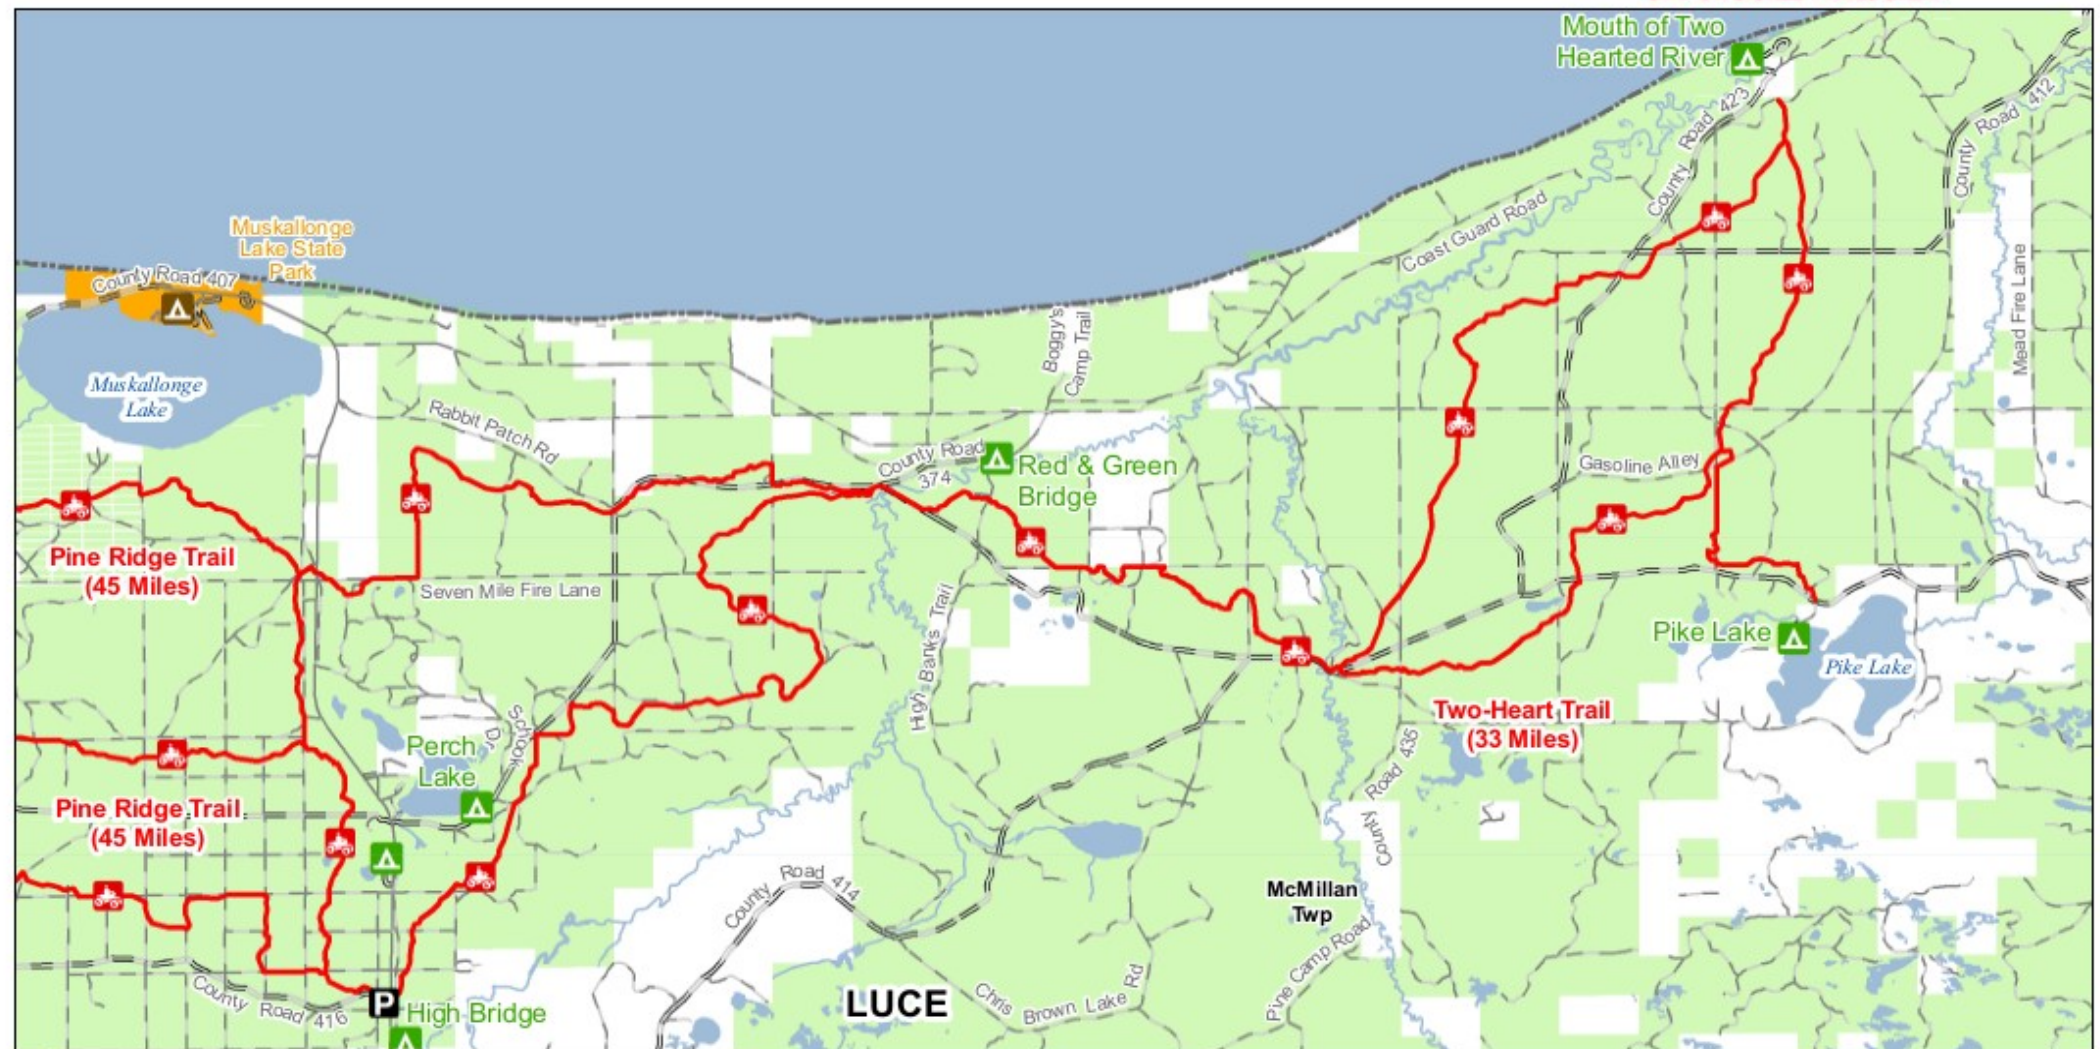 Mouth of Two
Hearted River
County Road 423
County Road 412
Muskallonge
Lake State
Park
County Road 407
Coast Guard Road
Mead Fire Lane
Boggy's
Camp Trail
Muskallonge
Lake
Rabbit Patch Rd
County Road
374
Red & Green
Bridge
Gasoline Alley
Pine Ridge Trail
(45 Miles)
Seven Mile Fire Lane
High Banks Trail
Pike Lake
Pike Lake
Two-Heart Trail
(33 Miles)
Schook
Dr
Perch
Lake
County Road 435
Pine Ridge Trail
(45 Miles)
County Road 414
McMillan
Twp
Pine Camp Road
County Road 416
P
High Bridge
LUCE
Chris Brown Lake Rd